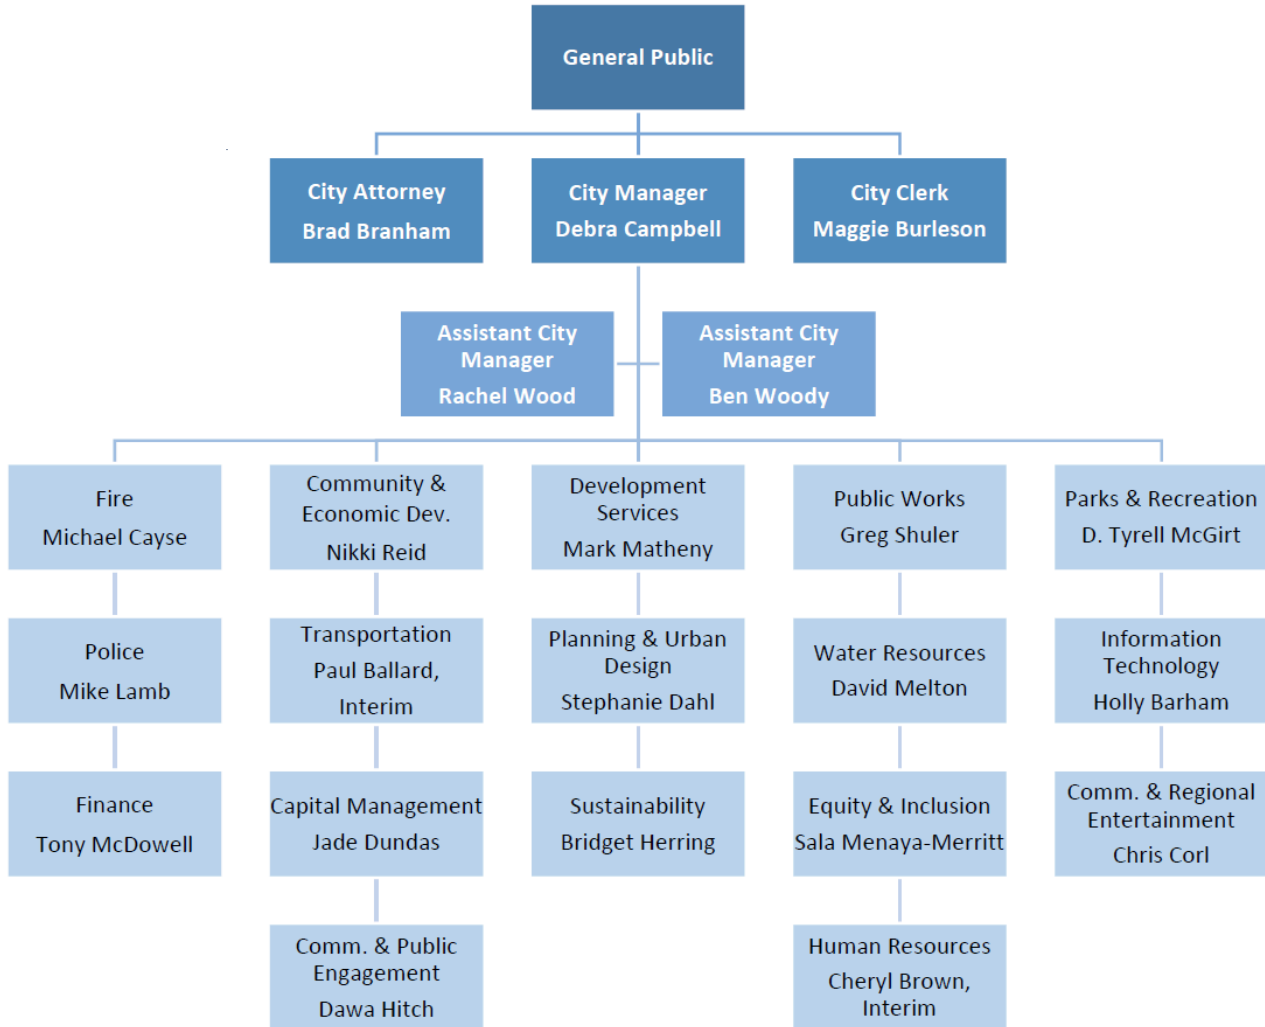 General Public
City Attorney
Brad Branham
City Manager
Debra Campbell
City Clerk
Maggie Burleson
Assistant City
Manager
Rachel Wood
Assistant City
Manager
Ben Woody
Fire
Michael Cayse
Community &
Economic Dev.
Nikki Reid
Development
Services
Mark Matheny
Public Works
Greg Shuler
Parks & Recreation
D. Tyrell McGirt
Police
Mike Lamb
Transportation
Paul Ballard,
Interim
Planning & Urban
Design
Stephanie Dahl
Water Resources
David Melton
Information
Technology
Holly Barham
Finance
Tony McDowell
Capital Management
Jade Dundas
Sustainability
Bridget Herring
Equity & Inclusion
Sala Menaya-Merritt
Comm. & Regional
Entertainment
Chris Corl
Comm. & Public
Engagement
Dawa Hitch
Human Resources
Cheryl Brown,
Interim